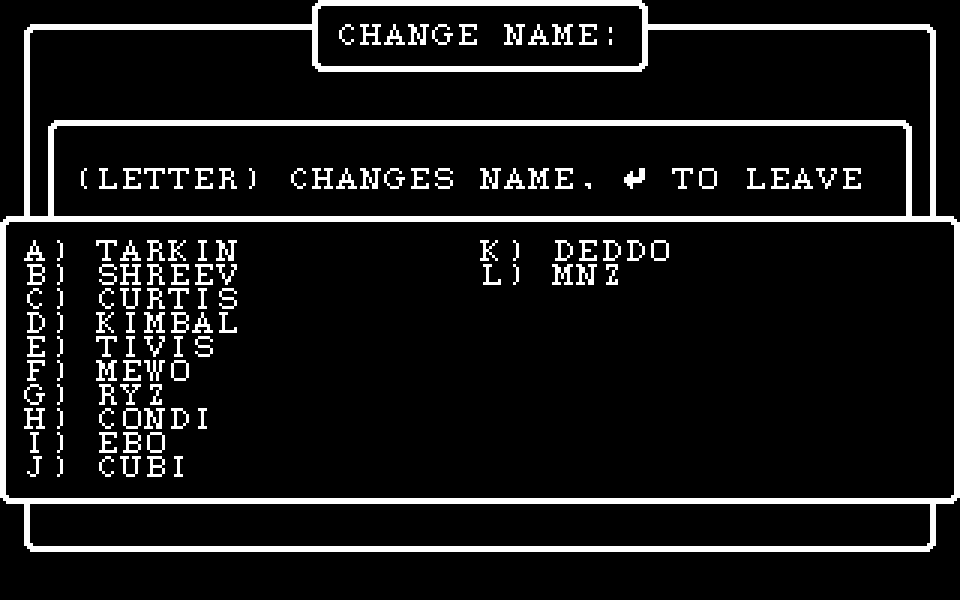 CHANGE NAME:
(LETTER) CHANGES NAME. ↵ TO LEAVE
A) TARKIN
B) SHREEV
C) CURTIS
D) KIMBAL
E) TIVIS
F) MEWO
G) RYZ
H) CONDI
I) EBO
J) CUBI
K) DEDDO
L) MNZ